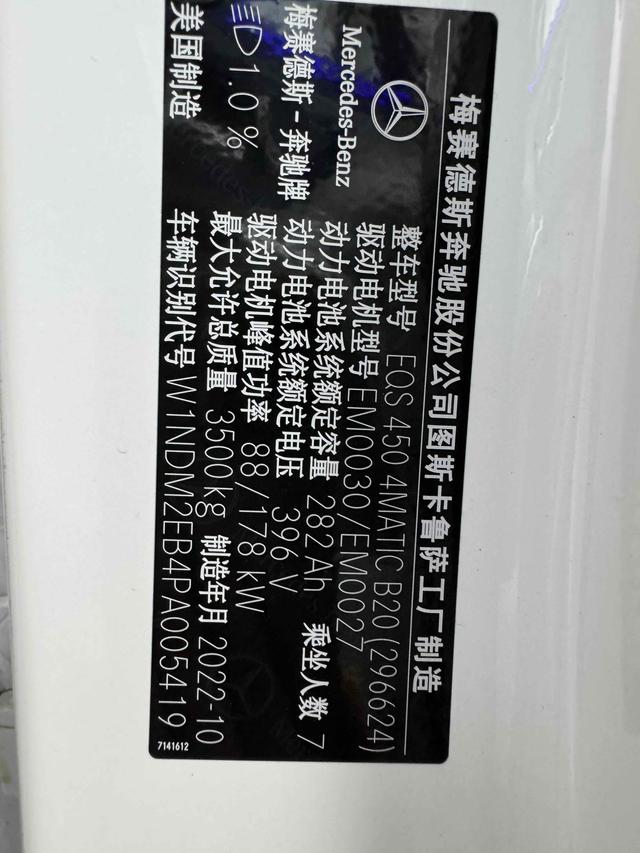 梅赛德斯奔驰股份公司图斯卡鲁萨工厂制造
Mercedes-Benz
梅赛德斯-奔驰牌
1.0 %
美国制造
整车型号 EQS 450 4MATIC B20(296624)
驱动电机型号 EM0030/EM0027
动力电池系统额定容量 282 Ah 乘坐人数 7
动力电池系统额定电压 396 V
驱动电机峰值功率 88/178 kW
最大允许总质量 3500kg 制造年月 2022-10
车辆识别代号 W1NDM2EB4PA005419
7141612